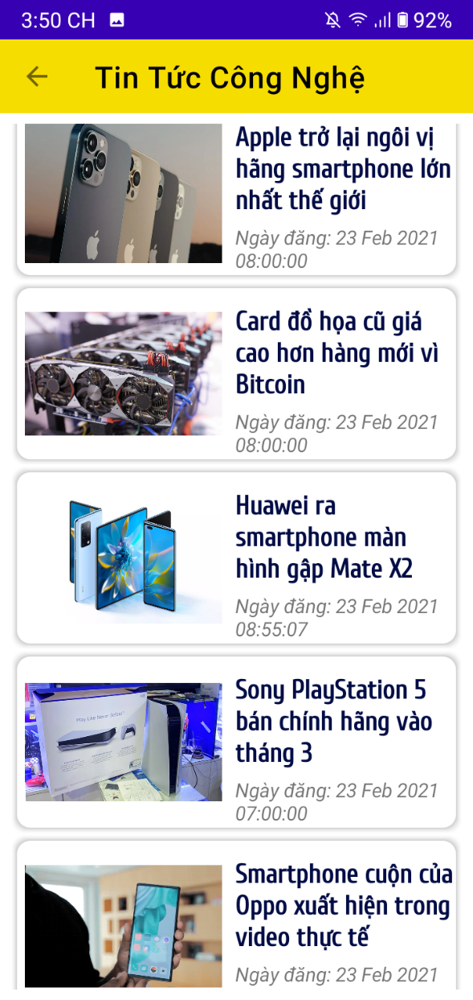 3:50 CH
92%
Tin Tức Công Nghệ
Apple trở lại ngôi vị
hãng smartphone lớn
nhất thế giới
Ngày đăng: 23 Feb 2021
08:00:00
Card đồ họa cũ giá
cao hơn hàng mới vì
Bitcoin
Ngày đăng: 23 Feb 2021
08:00:00
Huawei ra
smartphone màn
hình gập Mate X2
Ngày đăng: 23 Feb 2021
08:55:07
Play Like Never Before
Sony PlayStation 5
bán chính hãng vào
tháng 3
Ngày đăng: 23 Feb 2021
07:00:00
Smartphone cuộn của
Oppo xuất hiện trong
video thực tế
Ngày đăng: 23 Feb 2021